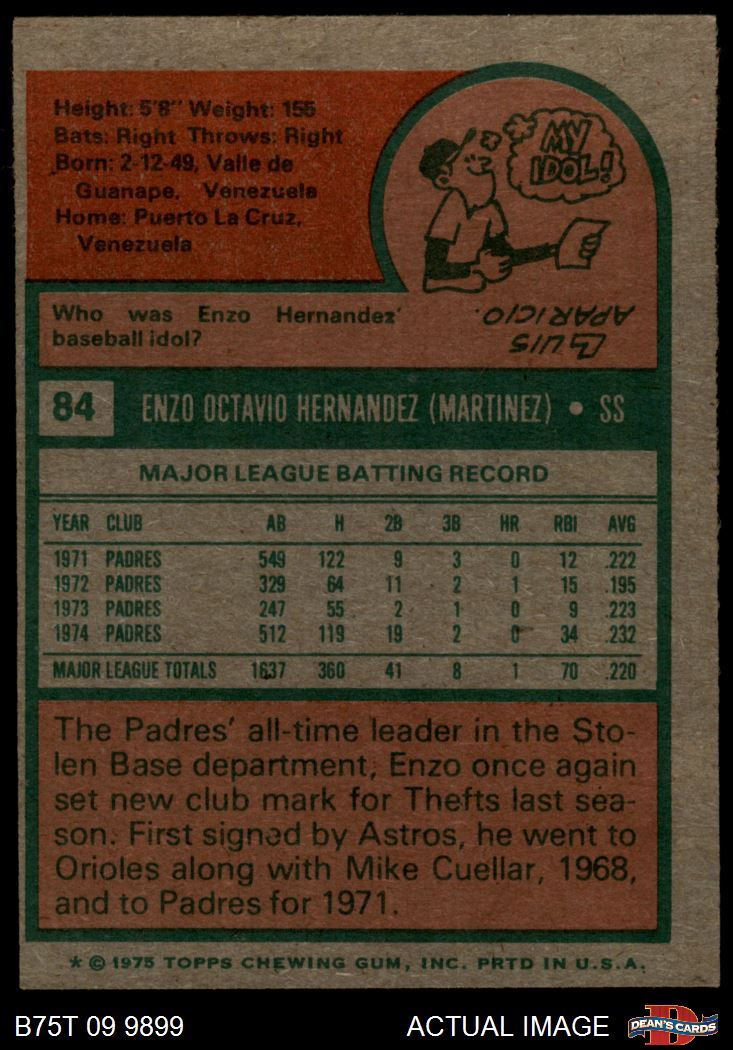 Height: 5'8" Weight: 155
Bats: Right Throws: Right
Born: 2-12-49, Valle de
Guanape, Venezuela
Home: Puerto La Cruz,
Venezuela
MY
IDOL!
Who was Enzo Hernandez'
baseball idol?
LUIS
APARICIO.
84 ENZO OCTAVIO HERNANDEZ (MARTINEZ) • SS
MAJOR LEAGUE BATTING RECORD
YEAR CLUB AB H 2B 3B HR RBI AVG
1971 PADRES 549 122 9 3 0 12 .222
1972 PADRES 329 64 11 2 1 15 .195
1973 PADRES 247 55 2 1 0 9 .223
1974 PADRES 512 119 19 2 0 34 .232
MAJOR LEAGUE TOTALS 1637 360 41 8 1 70 .220
The Padres' all-time leader in the Sto-
len Base department, Enzo once again
set new club mark for Thefts last sea-
son. First signed by Astros, he went to
Orioles along with Mike Cuellar, 1968,
and to Padres for 1971.
* © 1975 TOPPS CHEWING GUM, INC. PRTD IN U.S.A.
B75T 09 9899 ACTUAL IMAGE DEAN'S CARDS